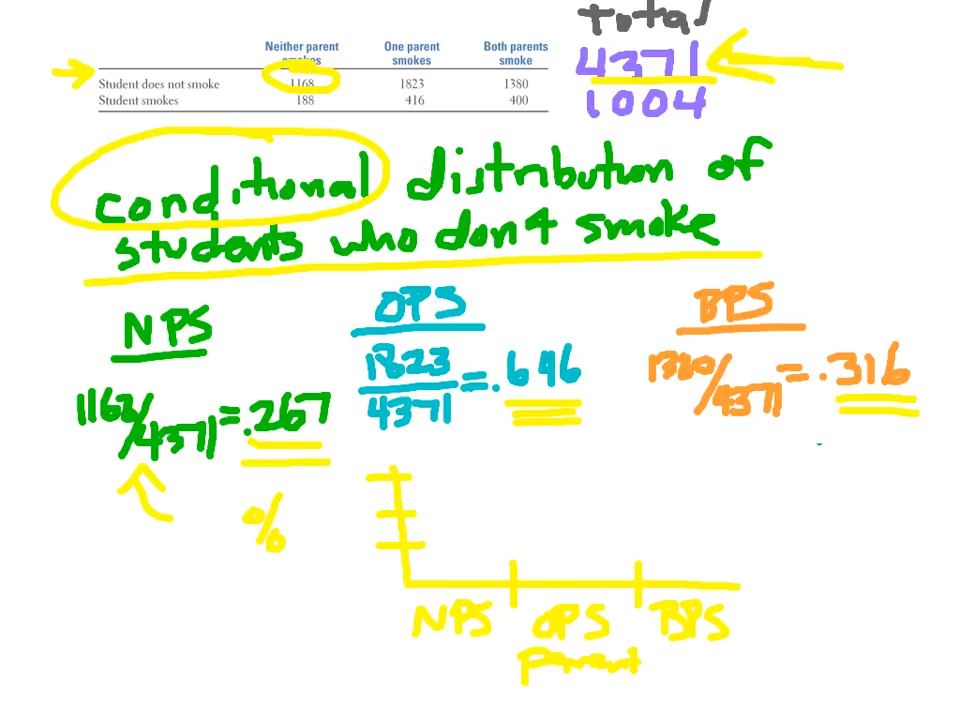 total
Neither parent smokes One parent smokes Both parents smoke
4371
Student does not smoke 1168 1823 1380
Student smokes 188 416 400
1004
conditional distribution of
students who don4 smoke
NPS OPS BPS
1168/4371 = .267
1823/4371 = .646
1380/4371 = .316
%
NPS OPS BPS
parent